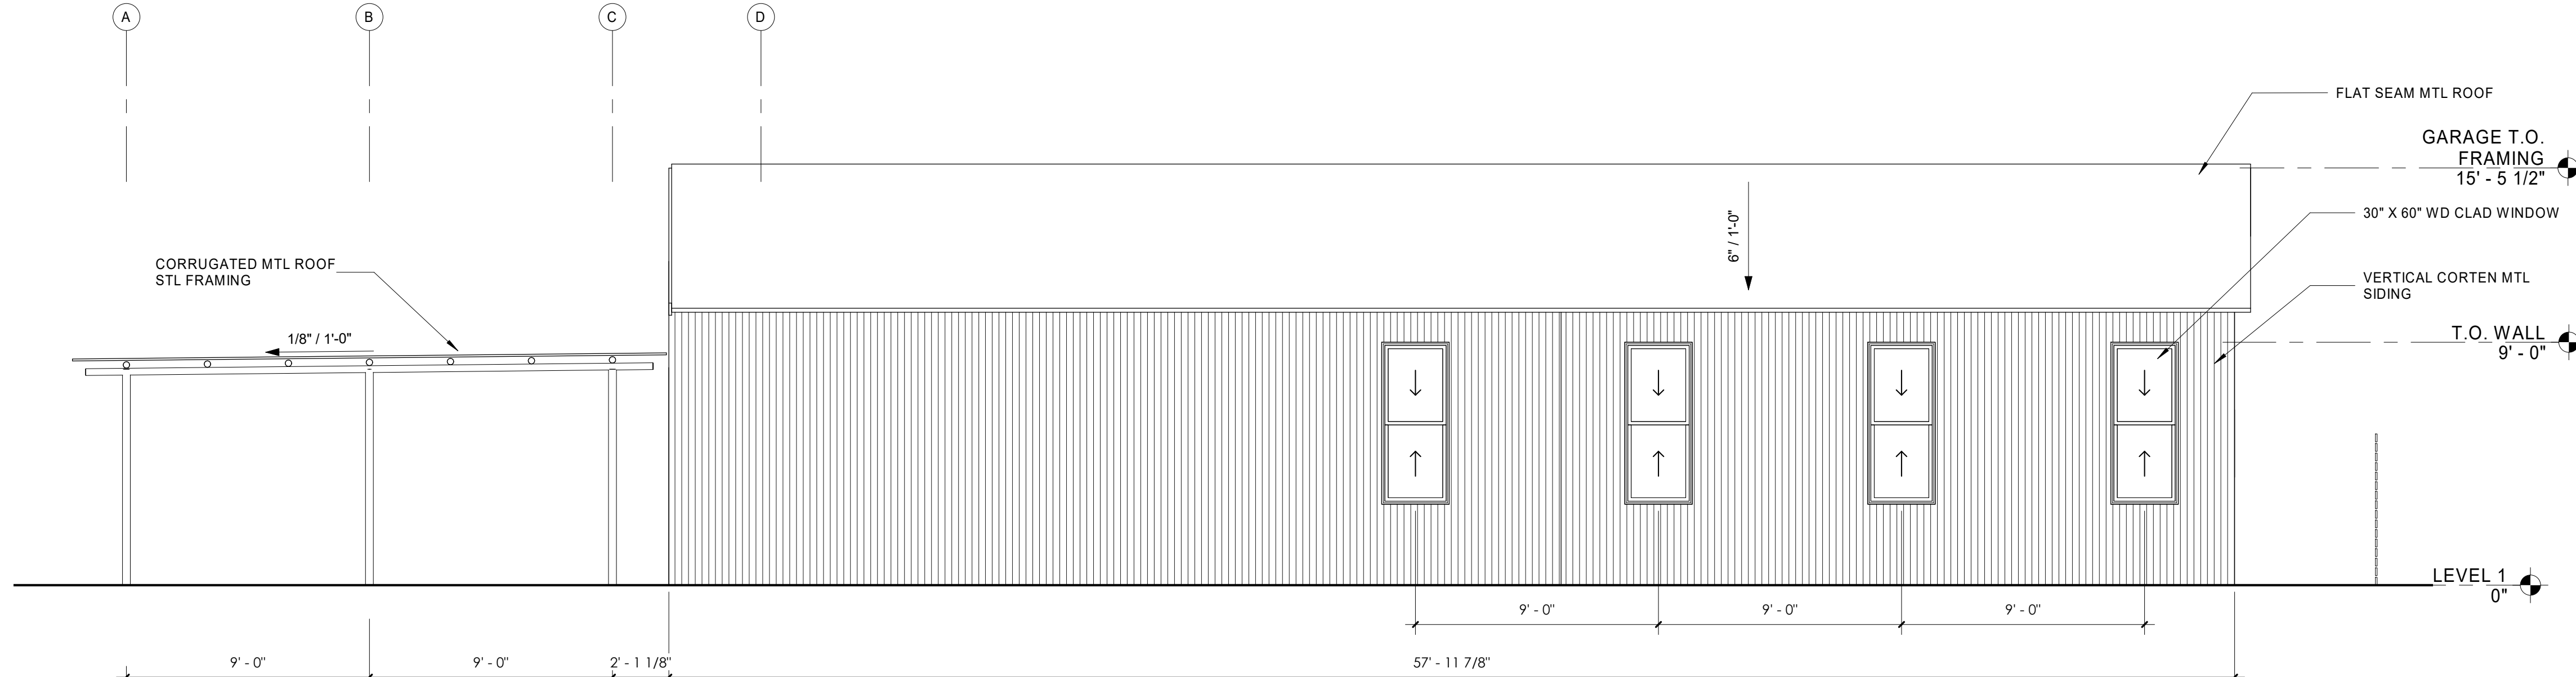 A
B
C
D
FLAT SEAM MTL ROOF
GARAGE T.O.
FRAMING
15' - 5 1/2"
30" X 60" WD CLAD WINDOW
6" / 1'-0"
CORRUGATED MTL ROOF
STL FRAMING
VERTICAL CORTEN MTL
SIDING
1/8" / 1'-0"
T.O. WALL
9' - 0"
LEVEL 1
0"
9' - 0"
9' - 0"
9' - 0"
9' - 0"
9' - 0"
2' - 1 1/8"
57' - 11 7/8"